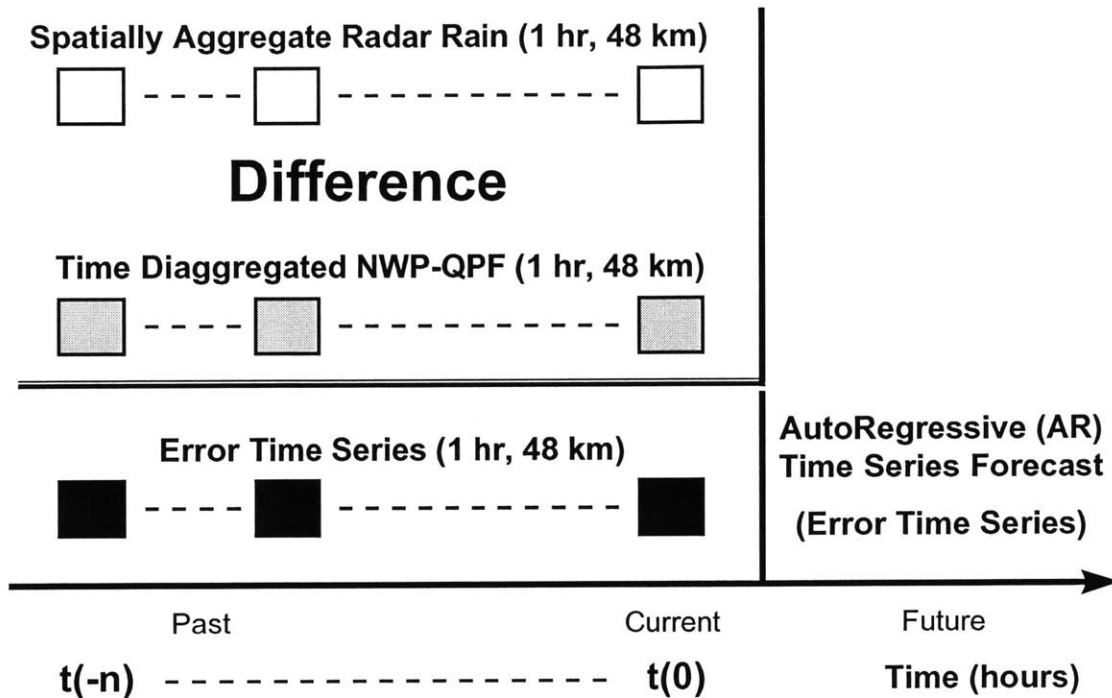 Spatially Aggregate Radar Rain (1 hr, 48 km)
Difference
Time Diaggregated NWP-QPF (1 hr, 48 km)
Error Time Series (1 hr, 48 km)
AutoRegressive (AR)
Time Series Forecast
(Error Time Series)
Past
Current
Future
t(-n)
t(0)
Time (hours)